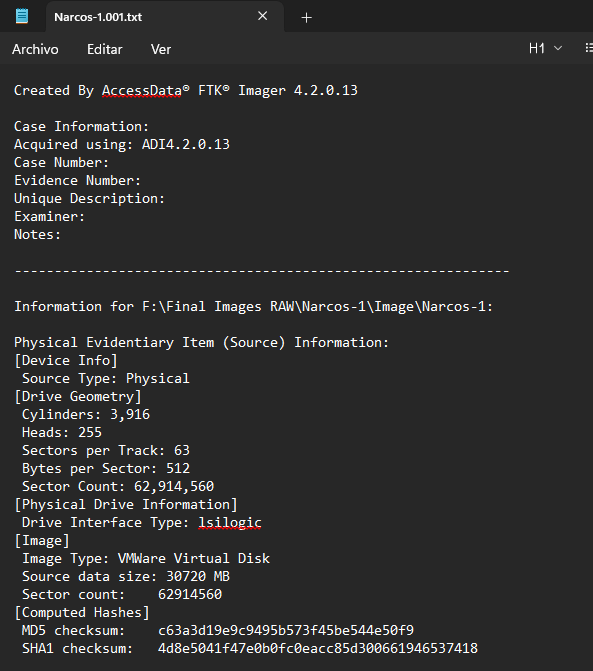 Narcos-1.001.txt
Archivo Editar Ver H1
Created By AccessData® FTK® Imager 4.2.0.13
Case Information:
Acquired using: ADI4.2.0.13
Case Number:
Evidence Number:
Unique Description:
Examiner:
Notes:
--------------------------------------------------------------
Information for F:\Final Images RAW\Narcos-1\Image\Narcos-1:
Physical Evidentiary Item (Source) Information:
[Device Info]
Source Type: Physical
[Drive Geometry]
Cylinders: 3,916
Heads: 255
Sectors per Track: 63
Bytes per Sector: 512
Sector Count: 62,914,560
[Physical Drive Information]
Drive Interface Type: lsilogic
[Image]
Image Type: VMWare Virtual Disk
Source data size: 30720 MB
Sector count:    62914560
[Computed Hashes]
MD5 checksum:    c63a3d19e9c9495b573f45be544e50f9
SHA1 checksum:   4d8e5041f47e0b0fc0eacc85d300661946537418